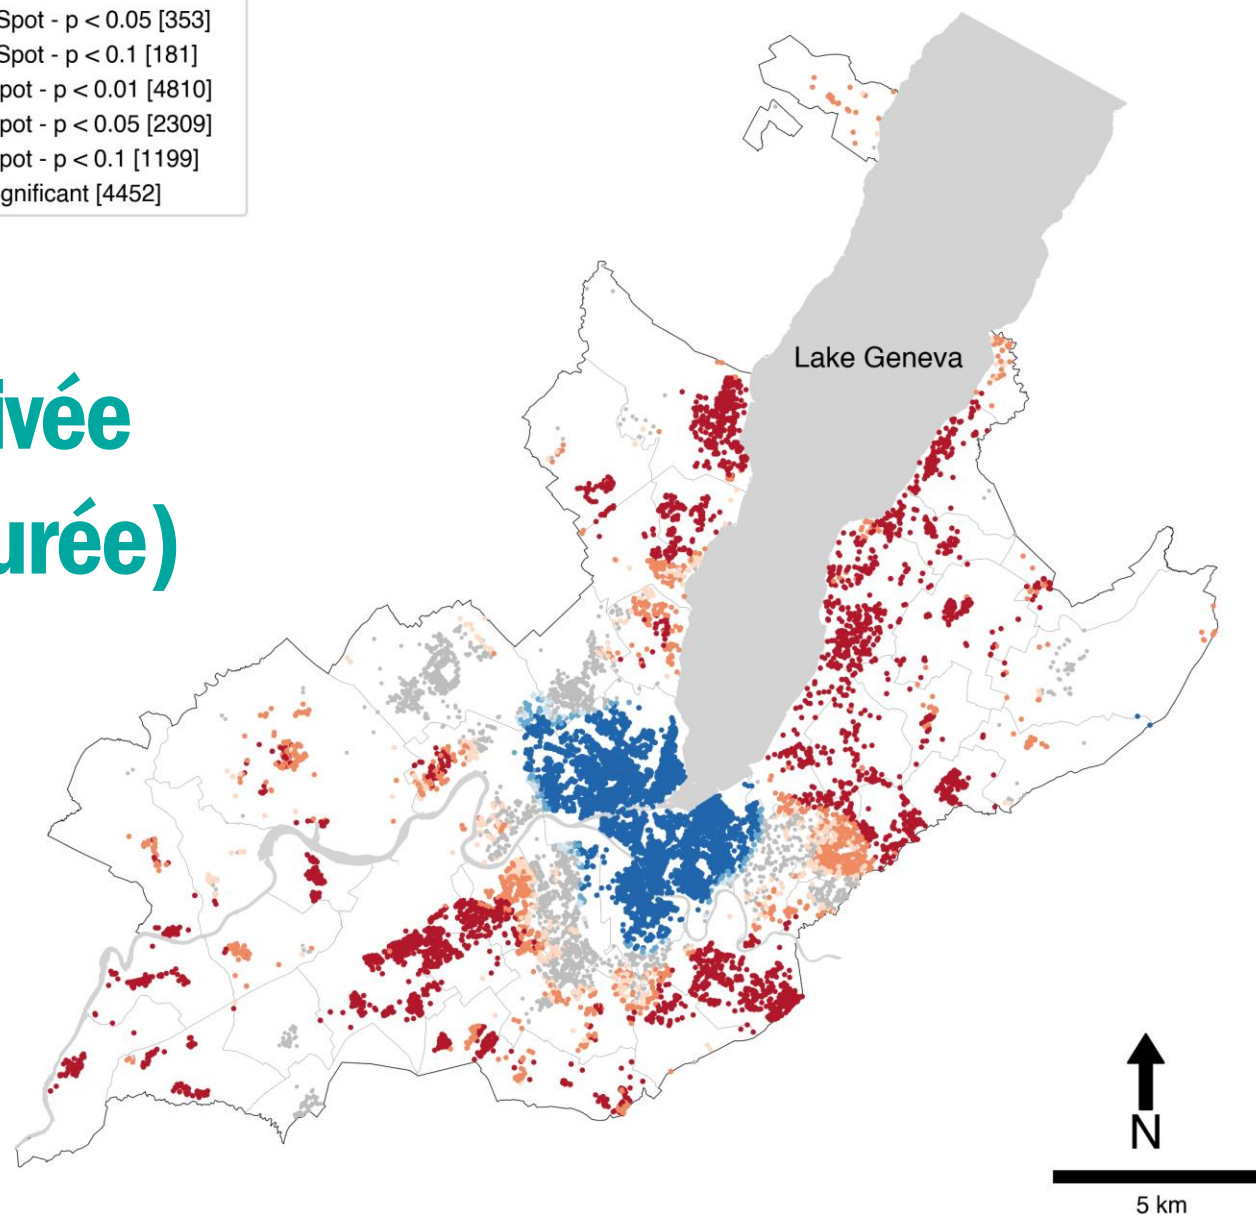 Spot - p < 0.05 [353]
Spot - p < 0.1 [181]
pot - p < 0.01 [4810]
pot - p < 0.05 [2309]
pot - p < 0.1 [1199]
gnificant [4452]
ivée
urée)
Lake Geneva
N
5 km